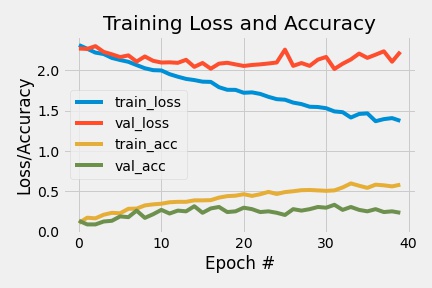 Training Loss and Accuracy
Loss/Accuracy
2.0
1.5
1.0
0.5
0.0
train_loss
val_loss
train_acc
val_acc
0 10 20 30 40
Epoch #